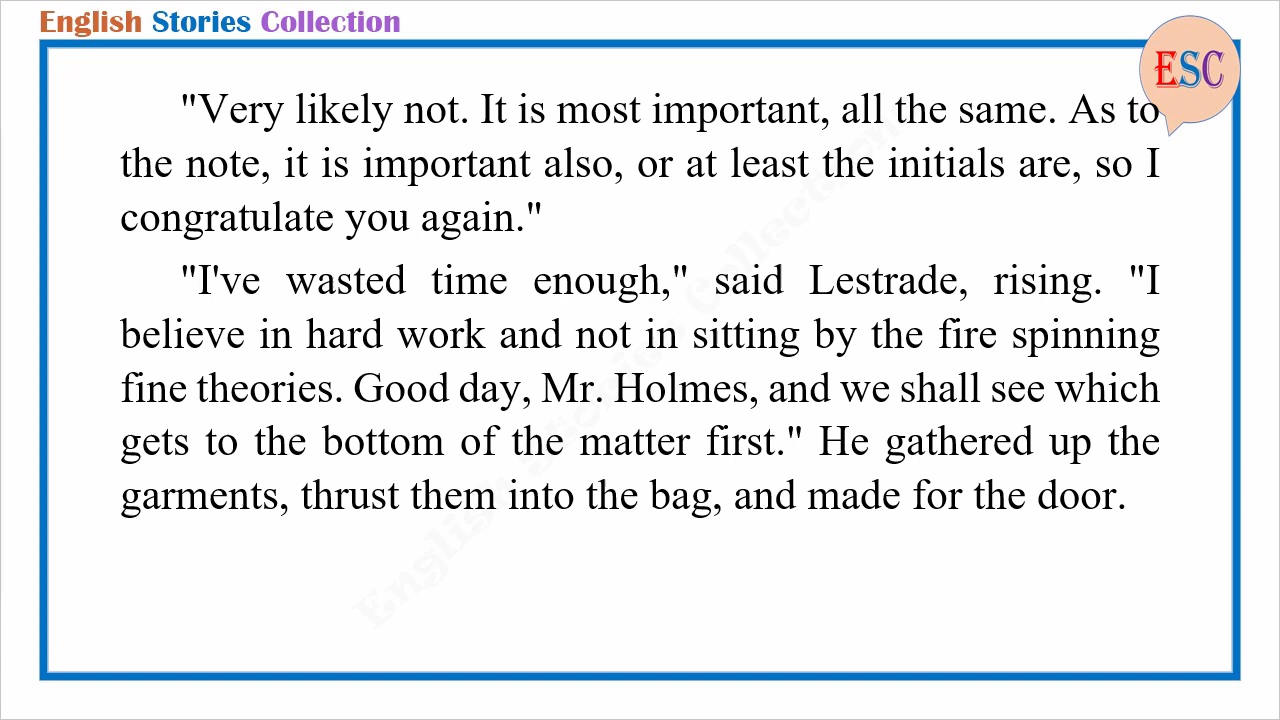 English Stories Collection
ESC
"Very likely not. It is most important, all the same. As to
the note, it is important also, or at least the initials are, so I
congratulate you again."
"I've wasted time enough," said Lestrade, rising. "I
believe in hard work and not in sitting by the fire spinning
fine theories. Good day, Mr. Holmes, and we shall see which
gets to the bottom of the matter first." He gathered up the
garments, thrust them into the bag, and made for the door.
English Stories Collection